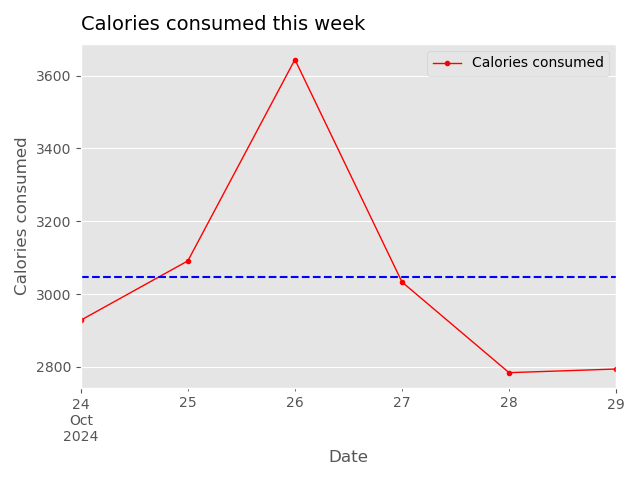 Calories consumed this week
Calories consumed
3600
3400
3200
3000
2800
Calories consumed
24
Oct
2024
25
26
27
28
29
Date